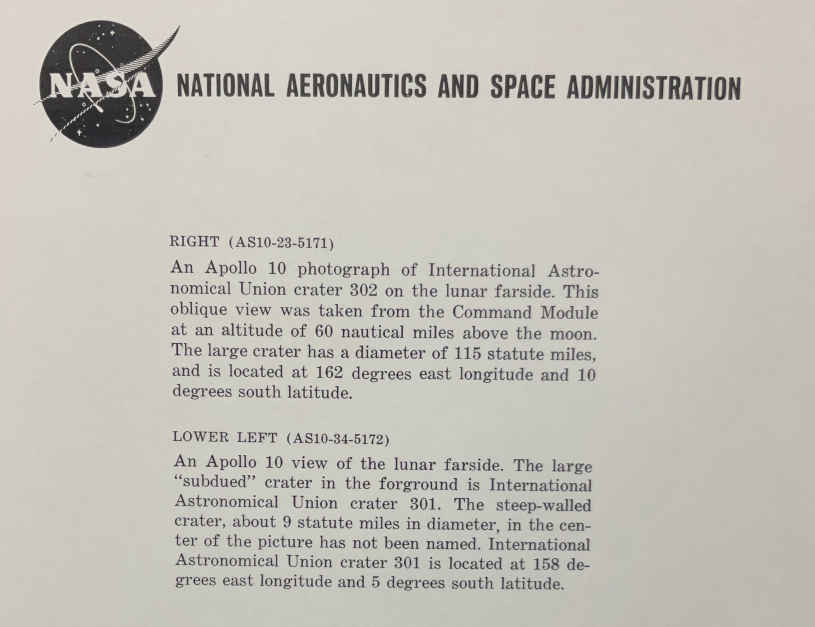 NASA NATIONAL AERONAUTICS AND SPACE ADMINISTRATION
RIGHT (AS10-23-5171)
An Apollo 10 photograph of International Astro-
nomical Union crater 302 on the lunar farside. This
oblique view was taken from the Command Module
at an altitude of 60 nautical miles above the moon.
The large crater has a diameter of 115 statute miles,
and is located at 162 degrees east longitude and 10
degrees south latitude.
LOWER LEFT (AS10-34-5172)
An Apollo 10 view of the lunar farside. The large
“subdued” crater in the forground is International
Astronomical Union crater 301. The steep-walled
crater, about 9 statute miles in diameter, in the cen-
ter of the picture has not been named. International
Astronomical Union crater 301 is located at 158 de-
grees east longitude and 5 degrees south latitude.